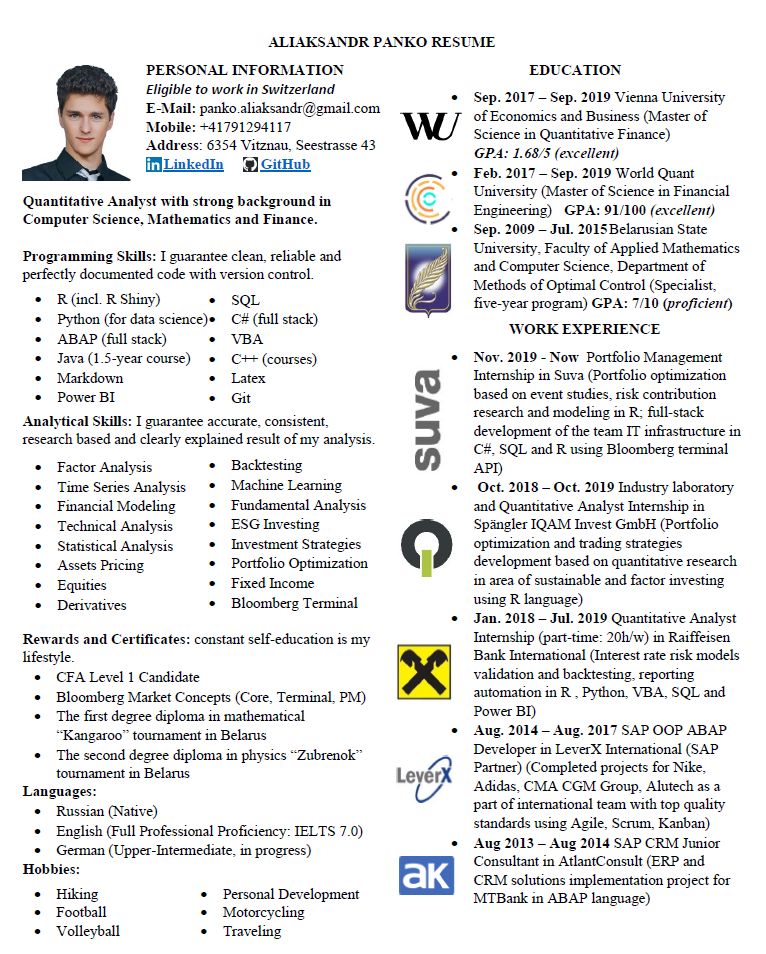 ALIAKSANDR PANKO RESUME
PERSONAL INFORMATION
Eligible to work in Switzerland
E-Mail: panko.aliaksandr@gmail.com
Mobile: +41791294117
Address: 6354 Vitznau, Seestrasse 43
in LinkedIn GitHub
Quantitative Analyst with strong background in
Computer Science, Mathematics and Finance.
Programming Skills: I guarantee clean, reliable and
perfectly documented code with version control.
• R (incl. R Shiny)
• Python (for data science)
• ABAP (full stack)
• Java (1.5-year course)
• Markdown
• Power BI
• SQL
• C# (full stack)
• VBA
• C++ (courses)
• Latex
• Git
Analytical Skills: I guarantee accurate, consistent,
research based and clearly explained result of my analysis.
• Factor Analysis
• Time Series Analysis
• Financial Modeling
• Technical Analysis
• Statistical Analysis
• Assets Pricing
• Equities
• Derivatives
• Backtesting
• Machine Learning
• Fundamental Analysis
• ESG Investing
• Investment Strategies
• Portfolio Optimization
• Fixed Income
• Bloomberg Terminal
Rewards and Certificates: constant self-education is my
lifestyle.
• CFA Level 1 Candidate
• Bloomberg Market Concepts (Core, Terminal, PM)
• The first degree diploma in mathematical
“Kangaroo” tournament in Belarus
• The second degree diploma in physics “Zubrenok”
tournament in Belarus
Languages:
• Russian (Native)
• English (Full Professional Proficiency: IELTS 7.0)
• German (Upper-Intermediate, in progress)
Hobbies:
• Hiking
• Football
• Volleyball
• Personal Development
• Motorcycling
• Traveling
EDUCATION
WU
• Sep. 2017 – Sep. 2019 Vienna University
of Economics and Business (Master of
Science in Quantitative Finance)
GPA: 1.68/5 (excellent)
• Feb. 2017 – Sep. 2019 World Quant
University (Master of Science in Financial
Engineering) GPA: 91/100 (excellent)
• Sep. 2009 – Jul. 2015 Belarusian State
University, Faculty of Applied Mathematics
and Computer Science, Department of
Methods of Optimal Control (Specialist,
five-year program) GPA: 7/10 (proficient)
WORK EXPERIENCE
suva
• Nov. 2019 - Now Portfolio Management
Internship in Suva (Portfolio optimization
based on event studies, risk contribution
research and modeling in R; full-stack
development of the team IT infrastructure in
C#, SQL and R using Bloomberg terminal
API)
• Oct. 2018 – Oct. 2019 Industry laboratory
and Quantitative Analyst Internship in
Spängler IQAM Invest GmbH (Portfolio
optimization and trading strategies
development based on quantitative research
in area of sustainable and factor investing
using R language)
• Jan. 2018 – Jul. 2019 Quantitative Analyst
Internship (part-time: 20h/w) in Raiffeisen
Bank International (Interest rate risk models
validation and backtesting, reporting
automation in R , Python, VBA, SQL and
Power BI)
LeverX
• Aug. 2014 – Aug. 2017 SAP OOP ABAP
Developer in LeverX International (SAP
Partner) (Completed projects for Nike,
Adidas, CMA CGM Group, Alutech as a
part of international team with top quality
standards using Agile, Scrum, Kanban)
ak
• Aug 2013 – Aug 2014 SAP CRM Junior
Consultant in AtlantConsult (ERP and
CRM solutions implementation project for
MTBank in ABAP language)